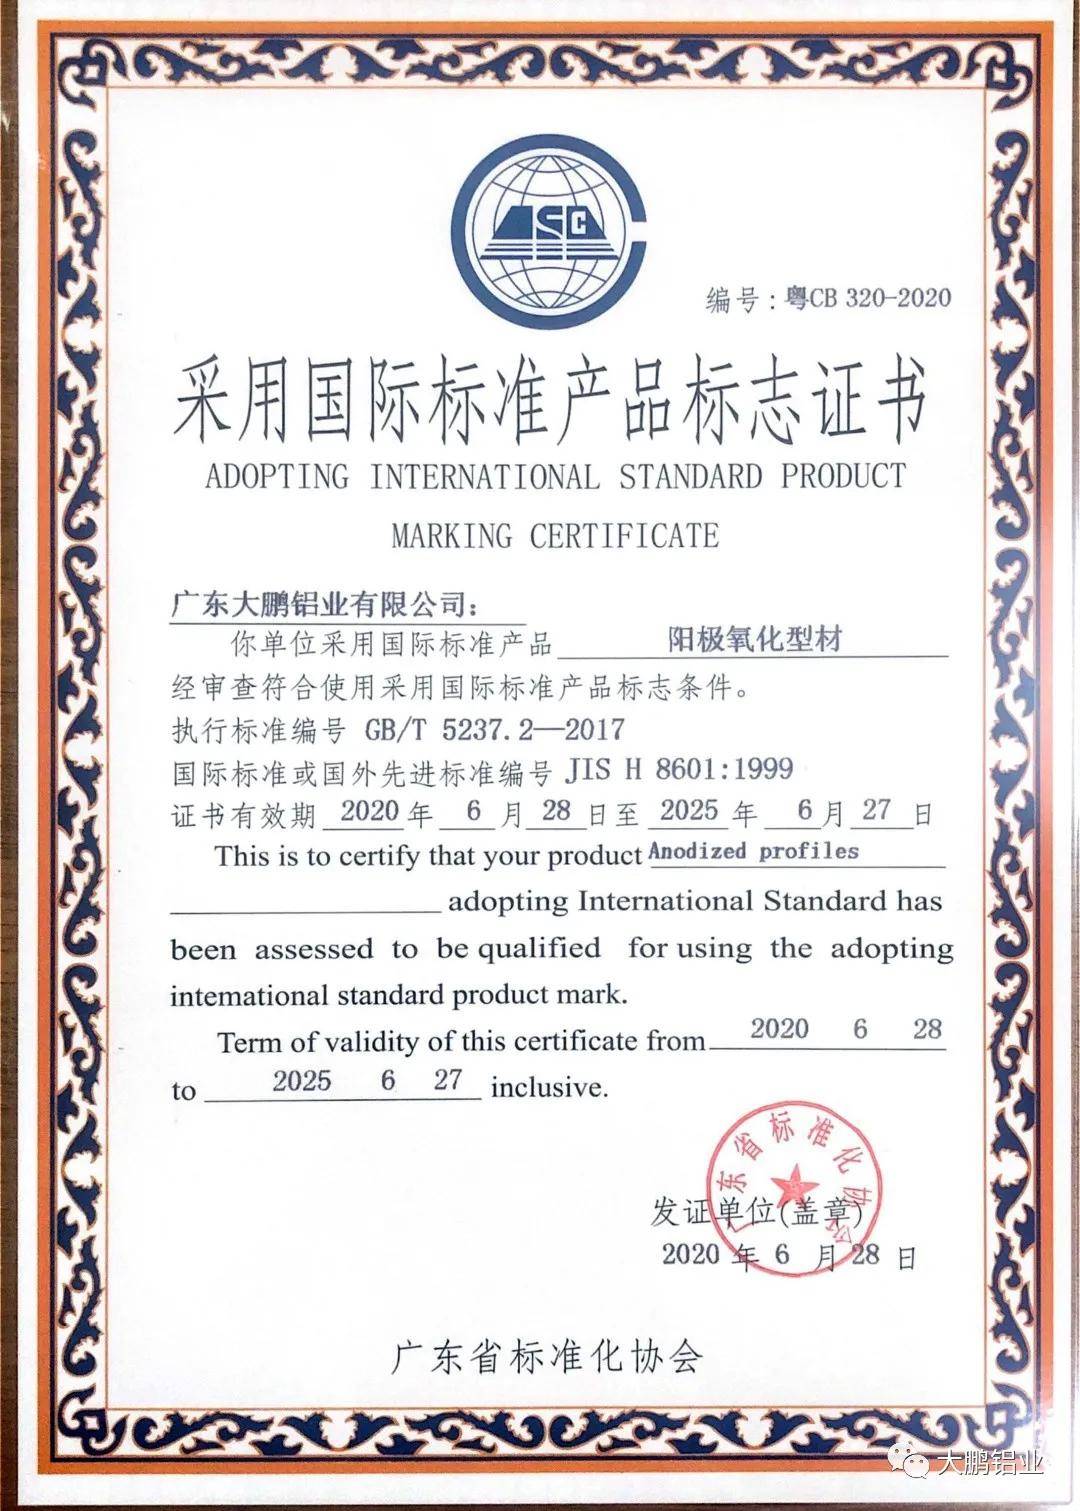 ASC
编号:粤CB 320-2020
采用国际标准产品标志证书
ADOPTING INTERNATIONAL STANDARD PRODUCT
MARKING CERTIFICATE
广东大鹏铝业有限公司:
你单位采用国际标准产品 阳极氧化型材
经审查符合使用采用国际标准产品标志条件。
执行标准编号 GB/T 5237.2—2017
国际标准或国外先进标准编号 JIS H 8601:1999
证书有效期 2020 年 6 月 28 日至 2025 年 6 月 27 日
This is to certify that your product Anodized profiles
adopting International Standard has
been assessed to be qualified for using the adopting
intemational standard product mark.
Term of validity of this certificate from 2020 6 28
to 2025 6 27 inclusive.
广东省标准化协会
发证单位(盖章)
2020 年 6 月 28 日
广东省标准化协会
大鹏铝业